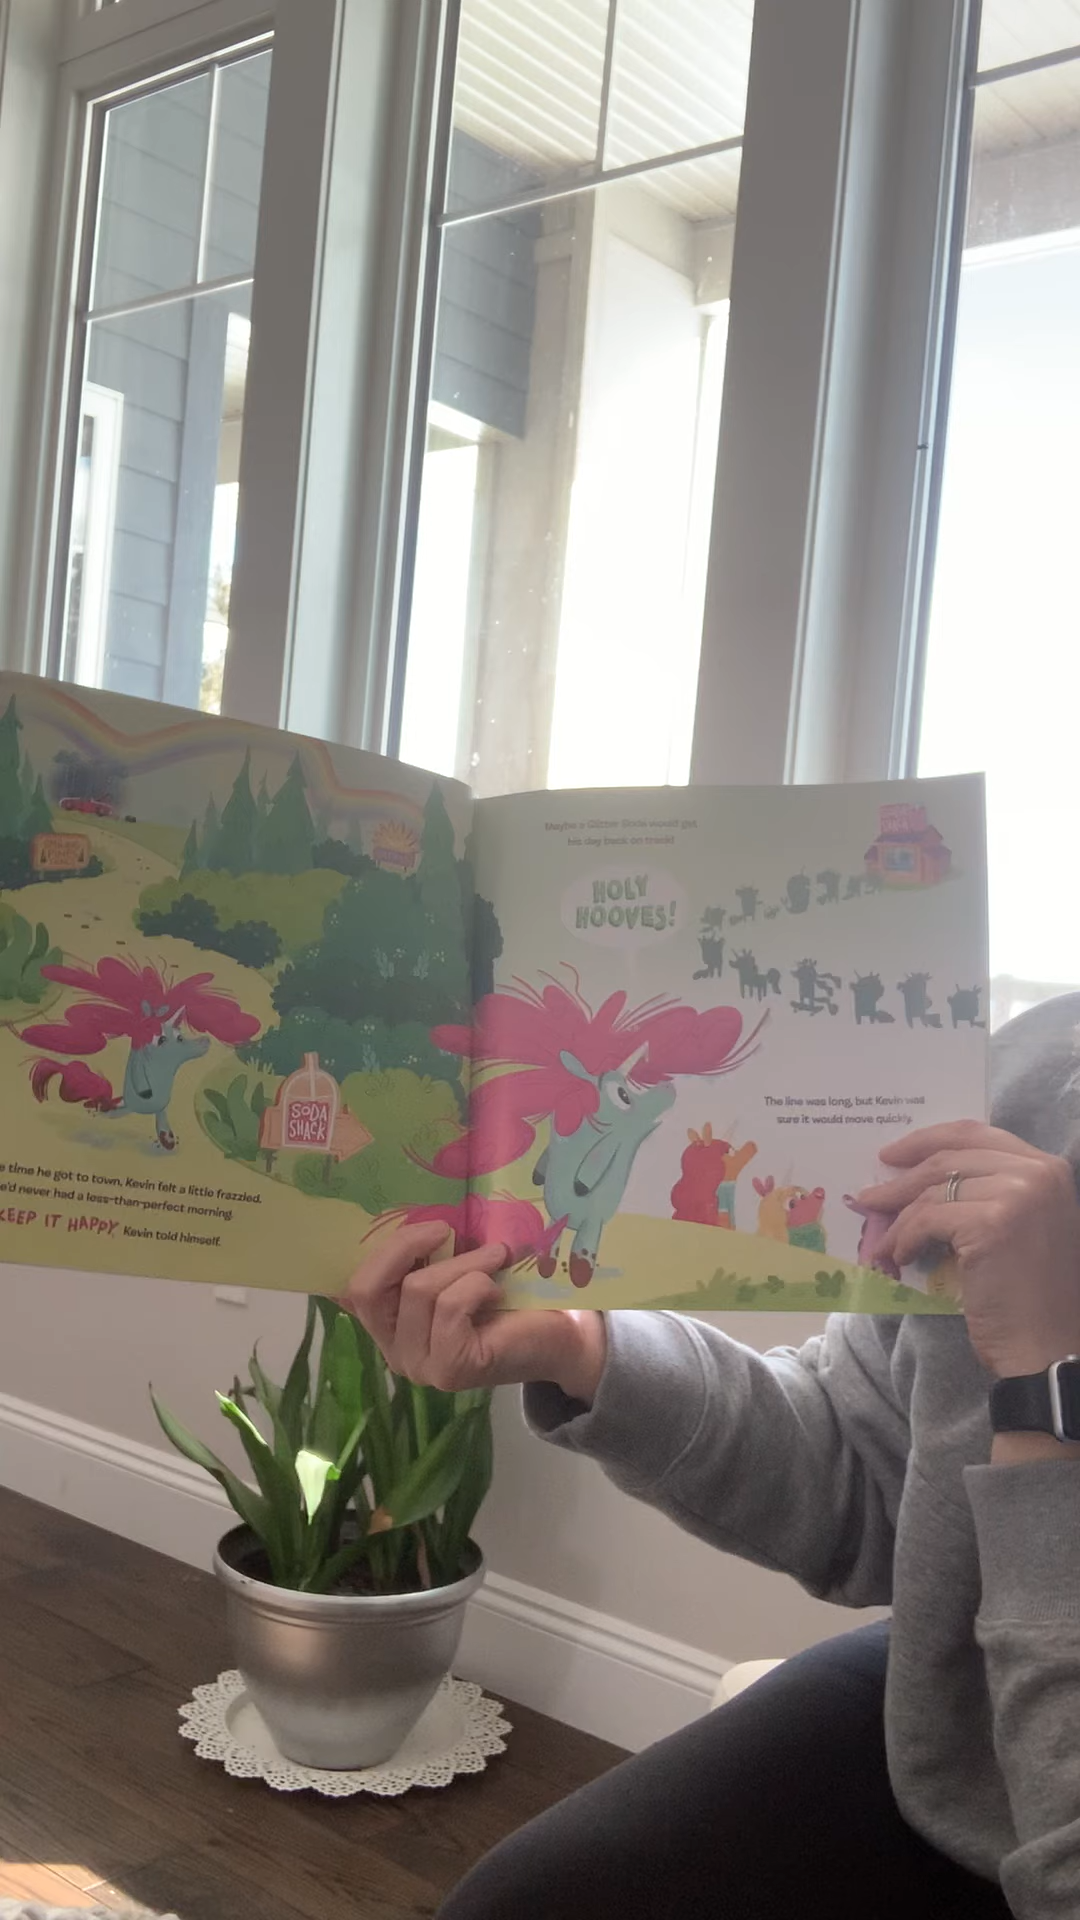 e time he got to town, Kevin felt a little frazzled.
e'd never had a less-than-perfect morning.
KEEP IT HAPPY, Kevin told himself.
SODA
SHACK
Maybe a Glitter Soda would get
his day back on track!
HOLY
HOOVES!
The line was long, but Kevin was
sure it would move quickly.